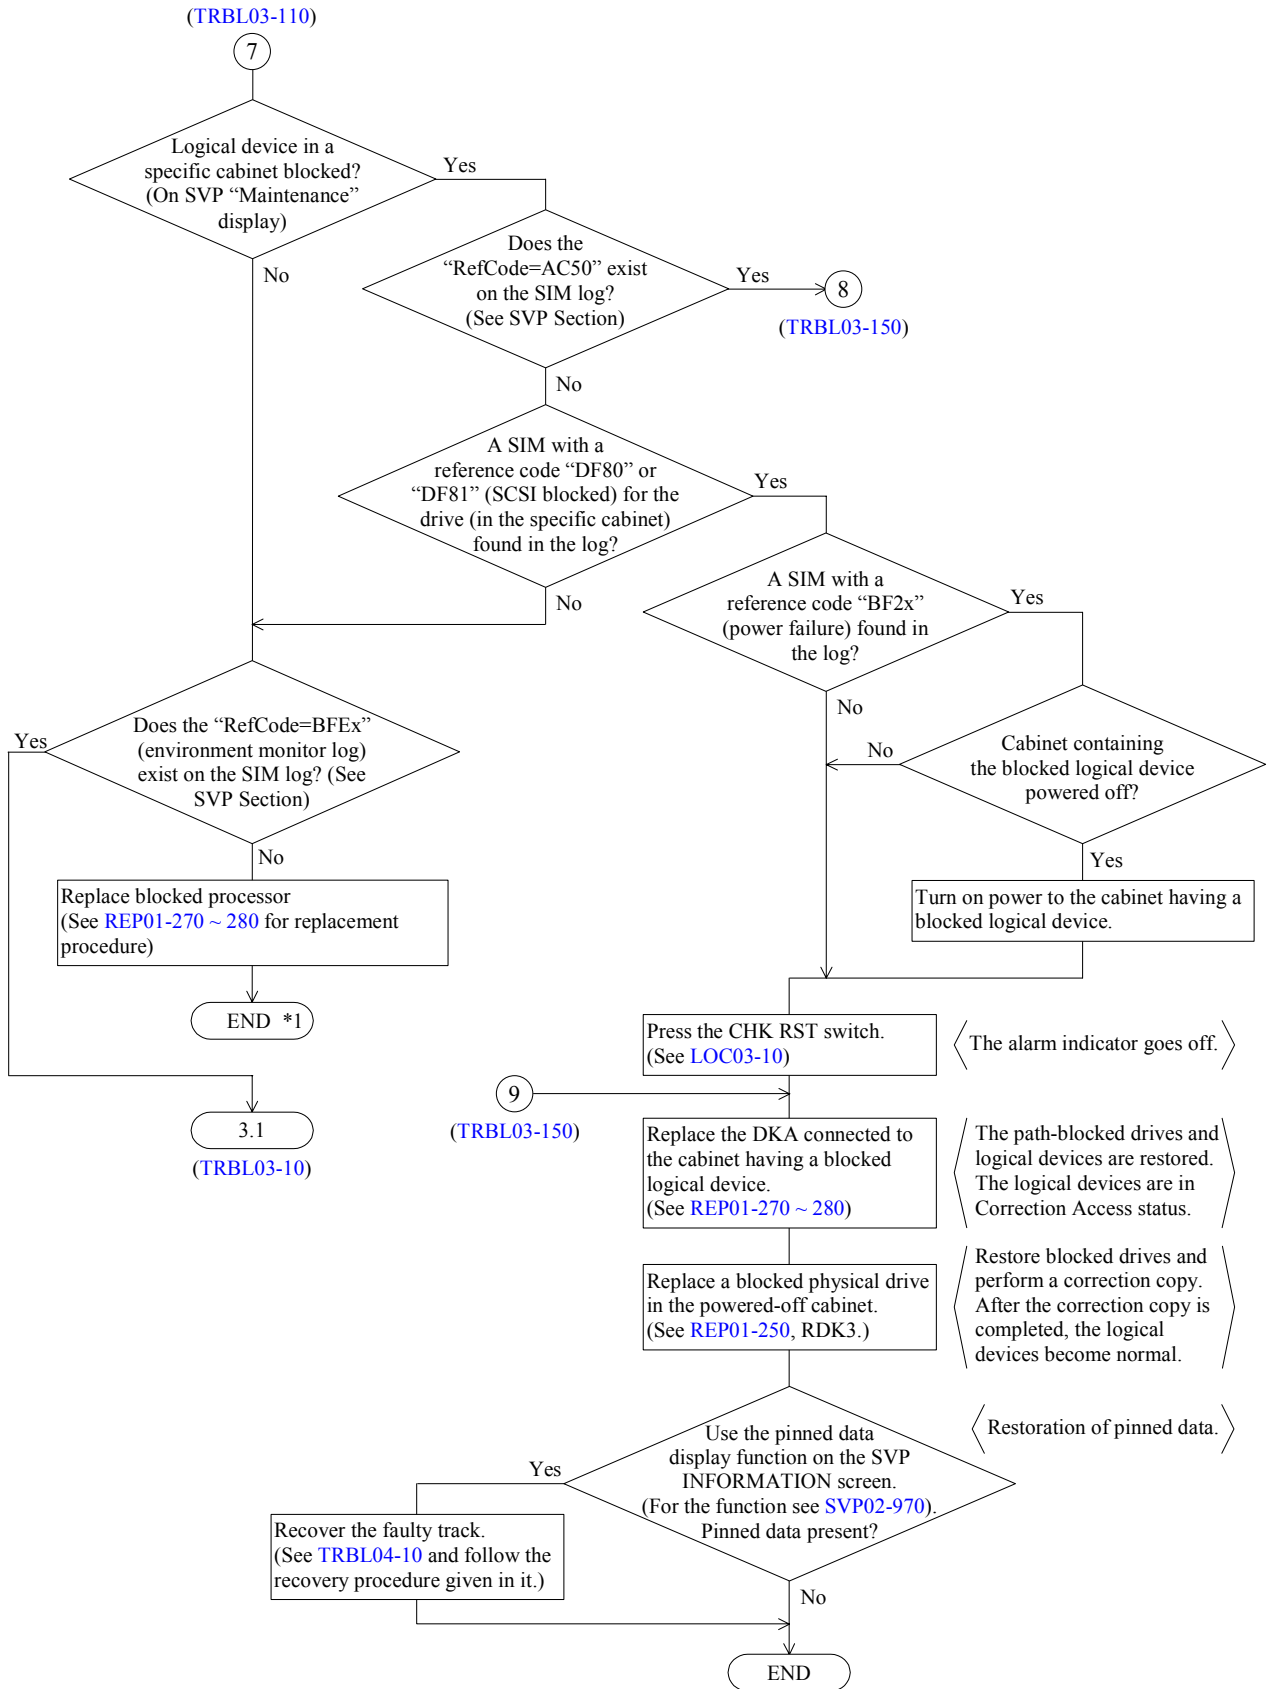 (TRBL03-110)
7
Logical device in a
specific cabinet blocked?
(On SVP “Maintenance”
display)
Yes
No
Does the
“RefCode=AC50” exist
on the SIM log?
(See SVP Section)
Yes
8
(TRBL03-150)
No
A SIM with a
reference code “DF80” or
“DF81” (SCSI blocked) for the
drive (in the specific cabinet)
found in the log?
Yes
No
A SIM with a
reference code “BF2x”
(power failure) found in
the log?
Yes
No
Cabinet containing
the blocked logical device
powered off?
No
Yes
Turn on power to the cabinet having a
blocked logical device.
Does the “RefCode=BFEx”
(environment monitor log)
exist on the SIM log? (See
SVP Section)
Yes
No
Replace blocked processor
(See REP01-270 ~ 280 for replacement
procedure)
END *1
3.1
(TRBL03-10)
Press the CHK RST switch.
(See LOC03-10)
The alarm indicator goes off.
9
(TRBL03-150)
Replace the DKA connected to
the cabinet having a blocked
logical device.
(See REP01-270 ~ 280)
The path-blocked drives and
logical devices are restored.
The logical devices are in
Correction Access status.
Replace a blocked physical drive
in the powered-off cabinet.
(See REP01-250, RDK3.)
Restore blocked drives and
perform a correction copy.
After the correction copy is
completed, the logical
devices become normal.
Use the pinned data
display function on the SVP
INFORMATION screen.
(For the function see SVP02-970).
Pinned data present?
Restoration of pinned data.
Yes
Recover the faulty track.
(See TRBL04-10 and follow the
recovery procedure given in it.)
No
END